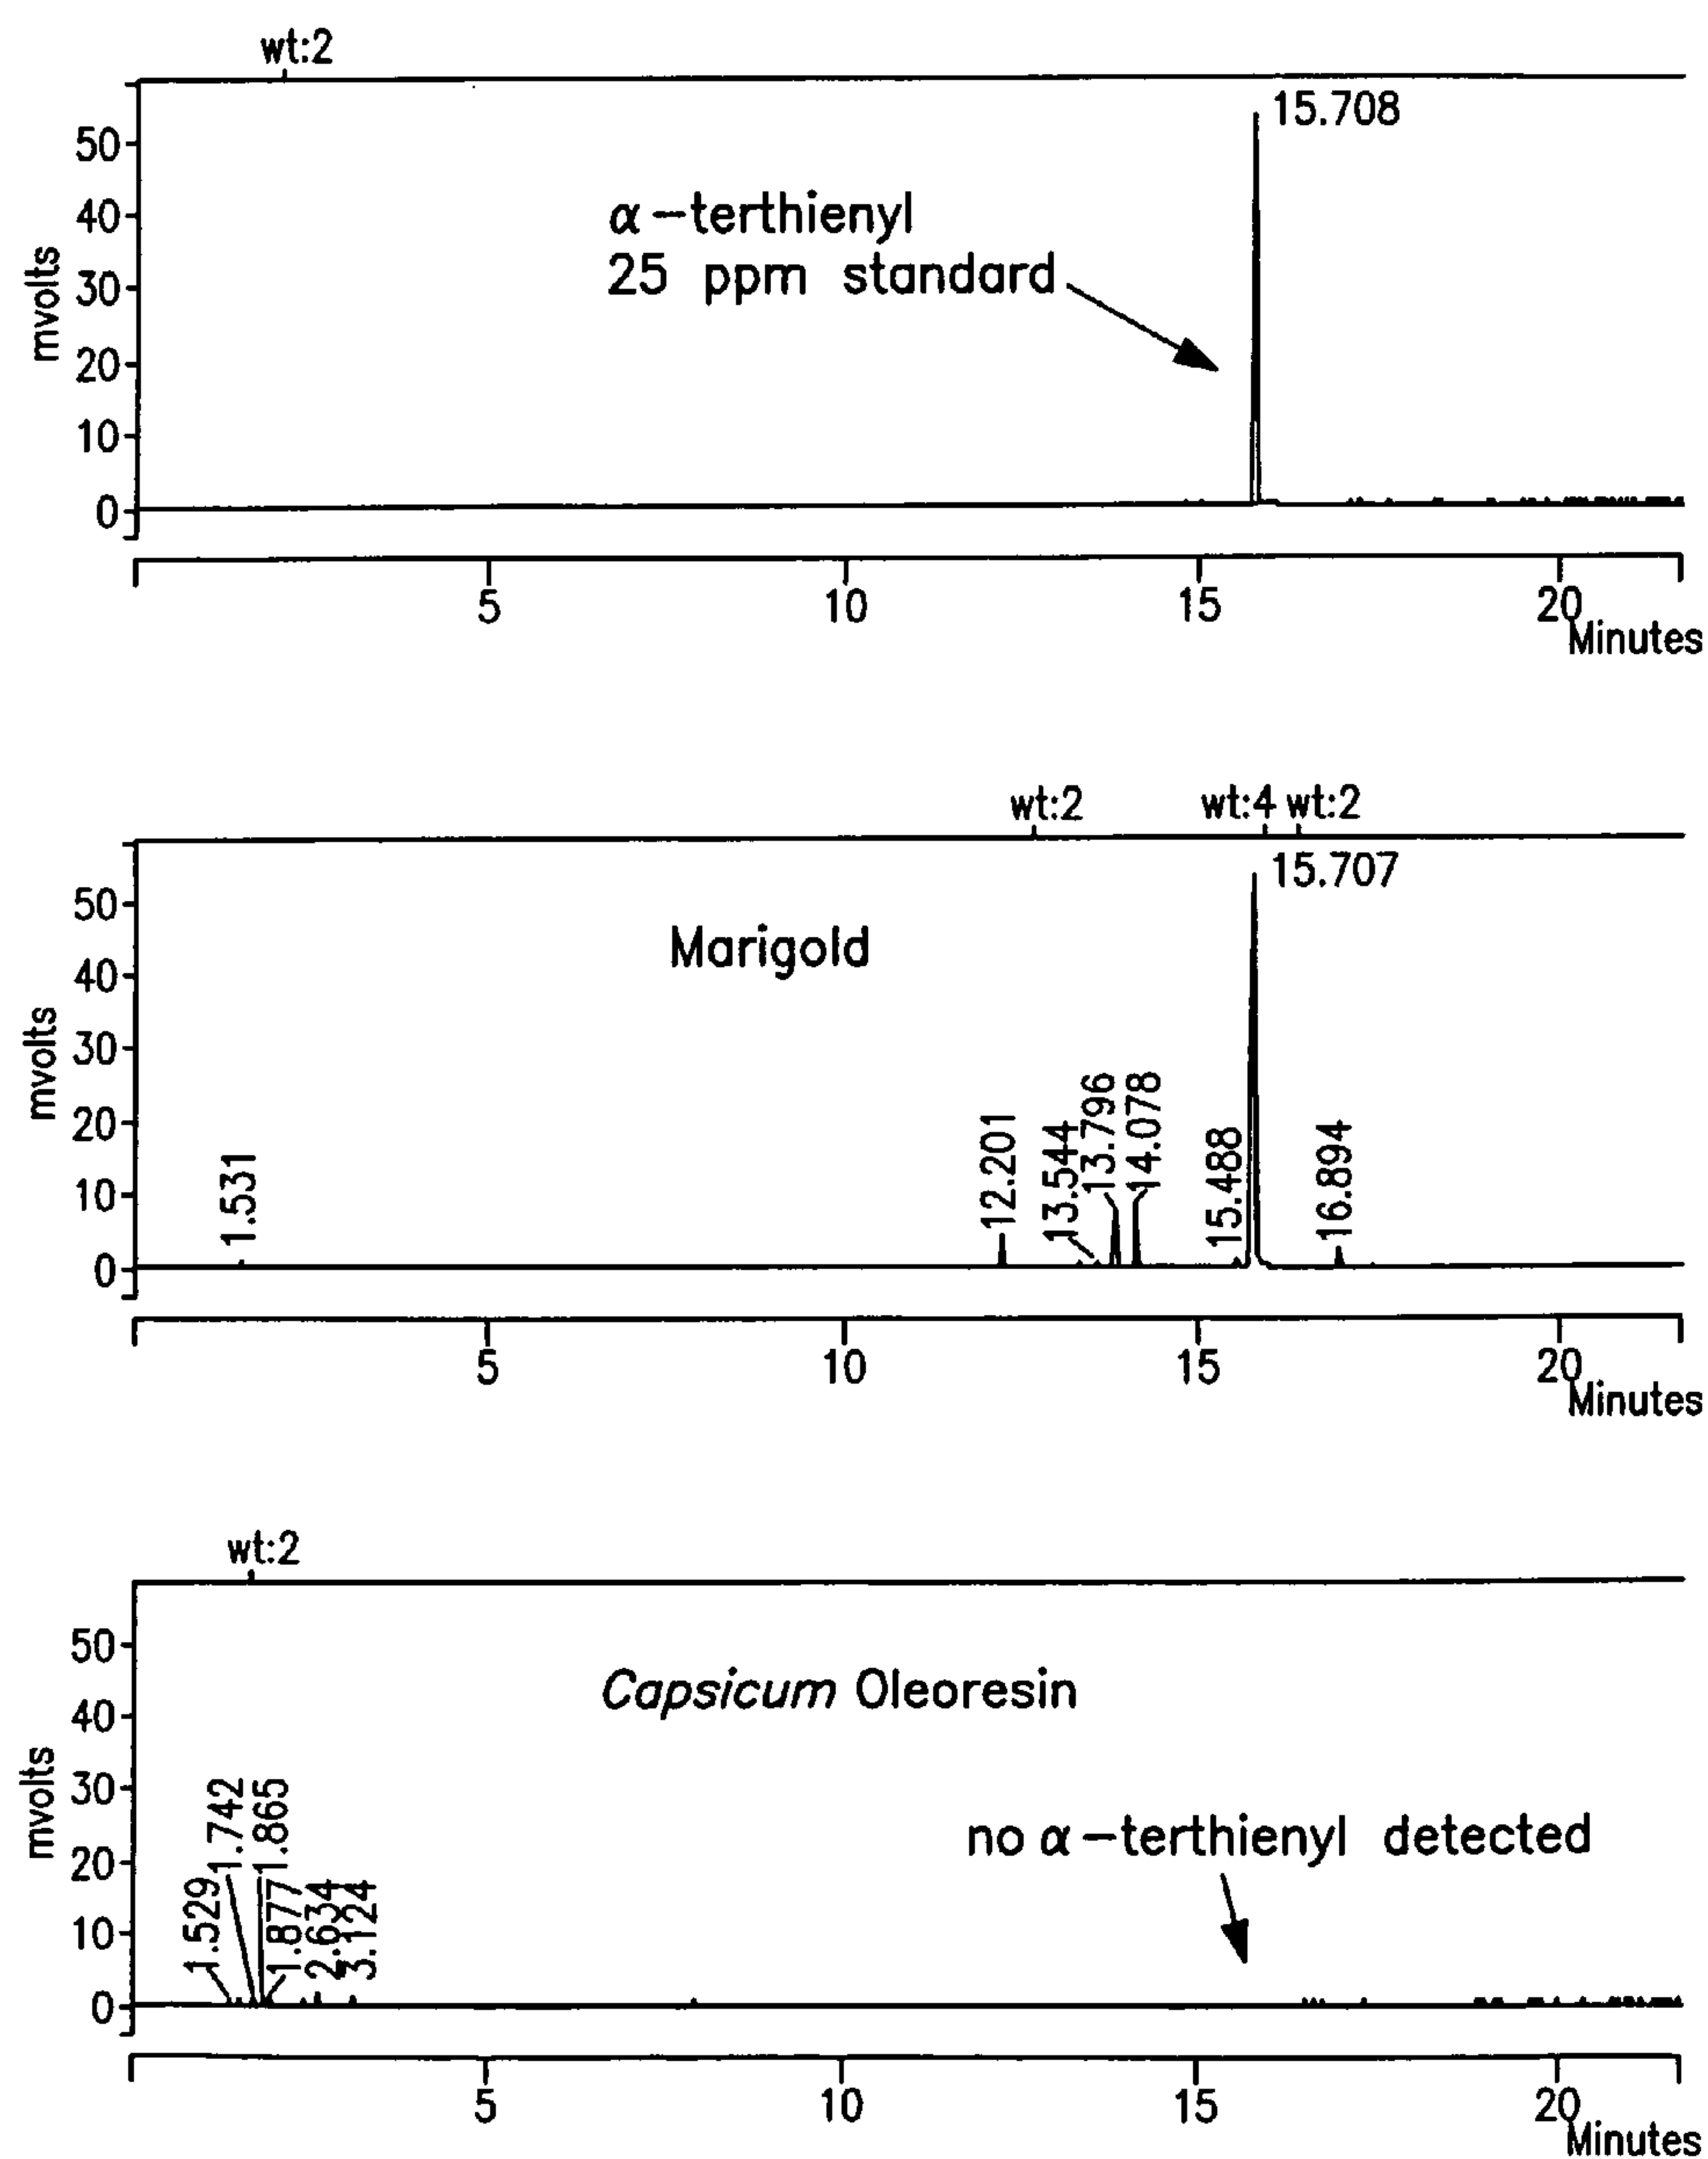 wt:2
15.708
50
40
30
20
10
0
mvolts
α-terthienyl
25 ppm standard
5
10
15
20
Minutes
wt:2
wt:4
wt:2
15.707
50
40
30
20
10
0
mvolts
Marigold
1.531
12.201
13.544
13.796
14.078
15.488
16.894
5
10
15
20
Minutes
wt:2
50
40
30
20
10
0
mvolts
Capsicum Oleoresin
no α-terthienyl detected
1.529
1.742
1.865
1.877
2.634
3.124
5
10
15
20
Minutes